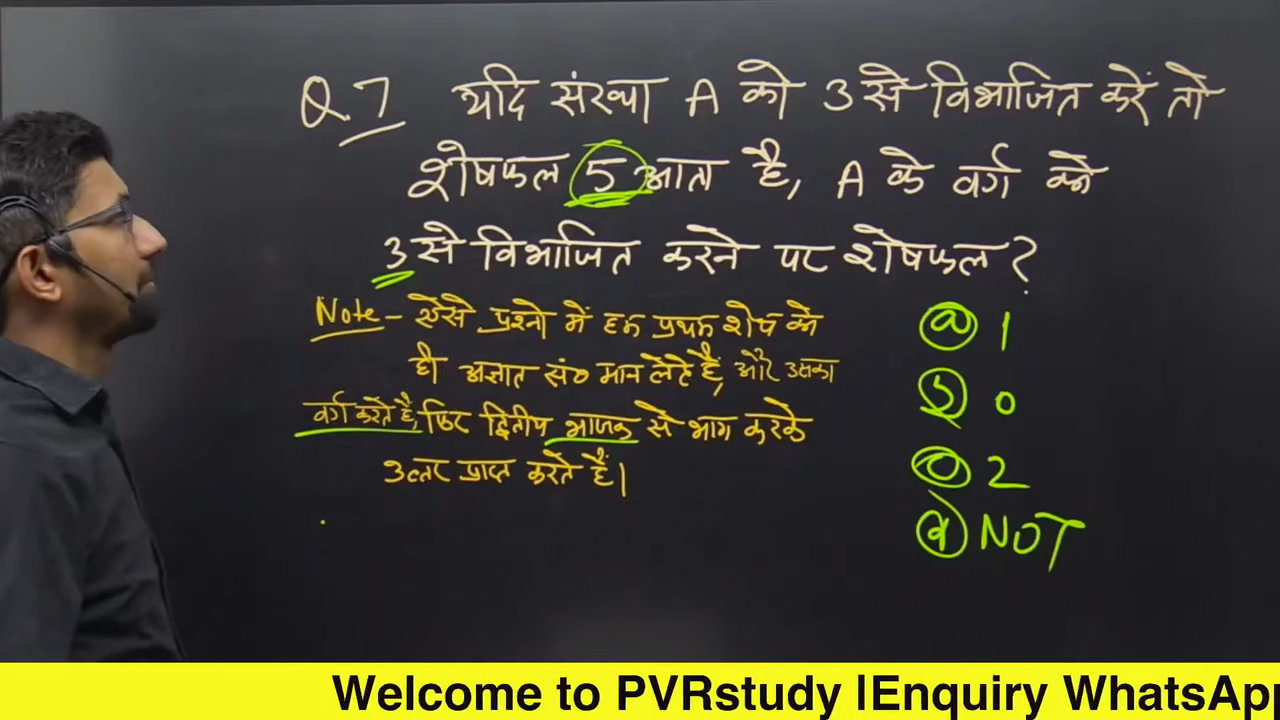 Q.7 यदि संख्या A को 3 से विभाजित करें तो
शेषफल 5 आता है, A के वर्ग को
3 से विभाजित करने पर शेषफल ?
Note - ऐसे प्रश्नो में हम प्रथम शेष को
ही अज्ञात सं० मान लेते है, और उसका
वर्ग करते है, फिर द्वितीय भाजक से भाग करके
उत्तर प्राप्त करते हैं।
(a) 1
(b) 0
(c) 2
(d) NOT
Welcome to PVRstudy |Enquiry WhatsApp